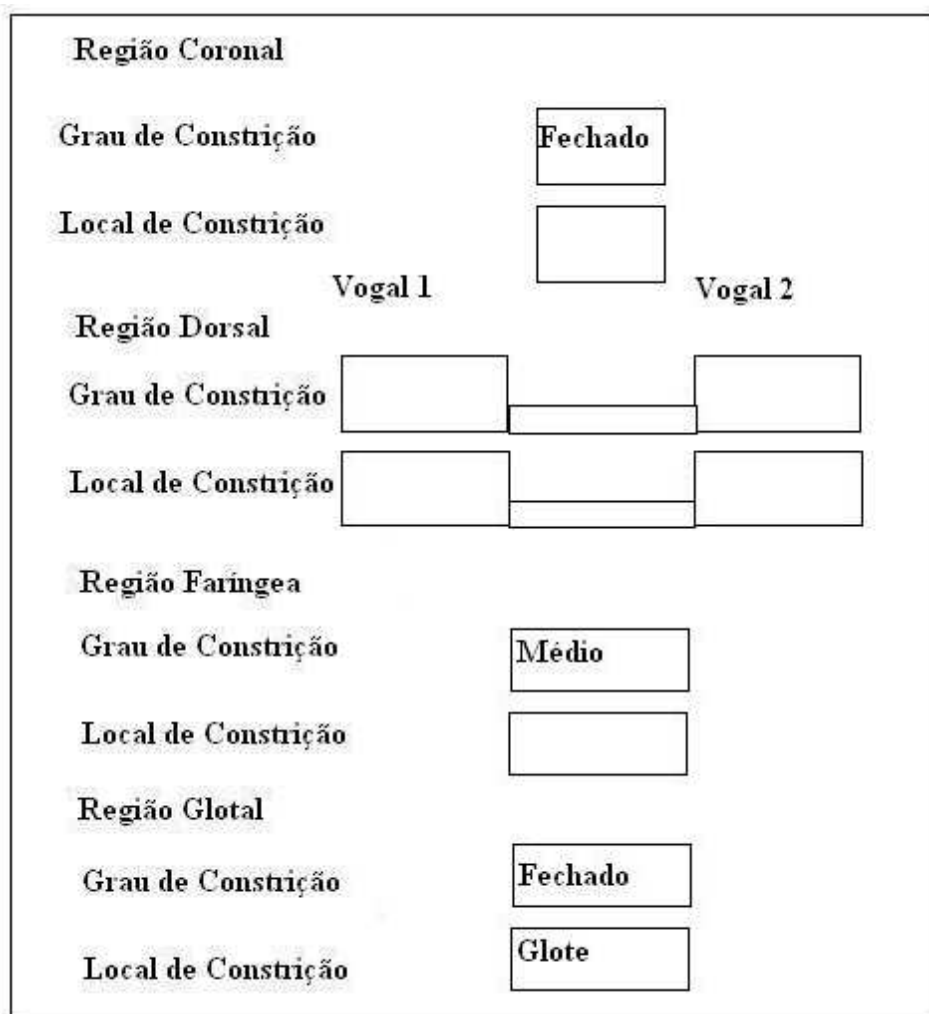 Região Coronal
Grau de Constrição Fechado
Local de Constrição
Vogal 1 Vogal 2
Região Dorsal
Grau de Constrição
Local de Constrição
Região Faríngea
Grau de Constrição Médio
Local de Constrição
Região Glotal
Grau de Constrição Fechado
Local de Constrição Glote